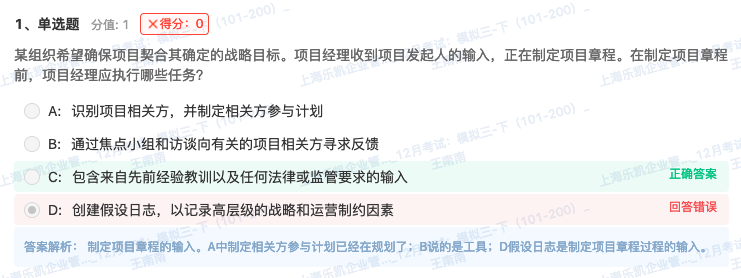 1、单选题 分值: 1 ×得分：0
某组织希望确保项目契合其确定的战略目标。项目经理收到项目发起人的输入，正在制定项目章程。在制定项目章程
前，项目经理应执行哪些任务?
A: 识别项目相关方，并制定相关方参与计划
B: 通过焦点小组和访谈向有关的项目相关方寻求反馈
C: 包含来自先前经验教训以及任何法律或监管要求的输入 正确答案
D: 创建假设日志，以记录高层级的战略和运营制约因素 回答错误
答案解析： 制定项目章程的输入。A中制定相关方参与计划已经在规划了；B说的是工具；D假设日志是制定项目章程过程的输入。
上海乐凯企业管..._12月考试：模拟三-下（101-200）_
王南南